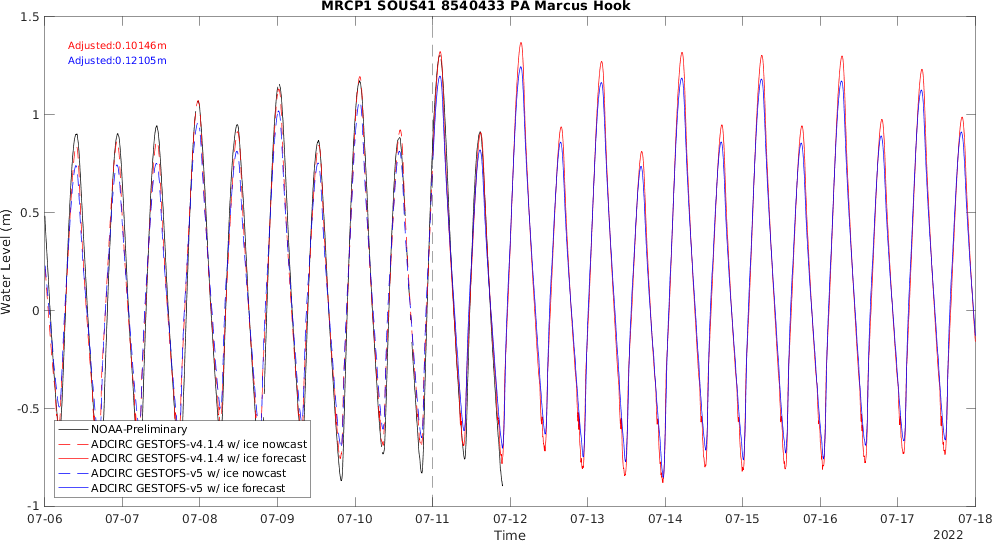 MRCP1 SOUS41 8540433 PA Marcus Hook
Adjusted:0.10146m
Adjusted:0.12105m
1.5
1
0.5
0
-0.5
-1
Water Level (m)
NOAA-Preliminary
ADCIRC GESTOFS-v4.1.4 w/ ice nowcast
ADCIRC GESTOFS-v4.1.4 w/ ice forecast
ADCIRC GESTOFS-v5 w/ ice nowcast
ADCIRC GESTOFS-v5 w/ ice forecast
07-06 07-07 07-08 07-09 07-10 07-11 07-12 07-13 07-14 07-15 07-16 07-17 07-18
Time
2022